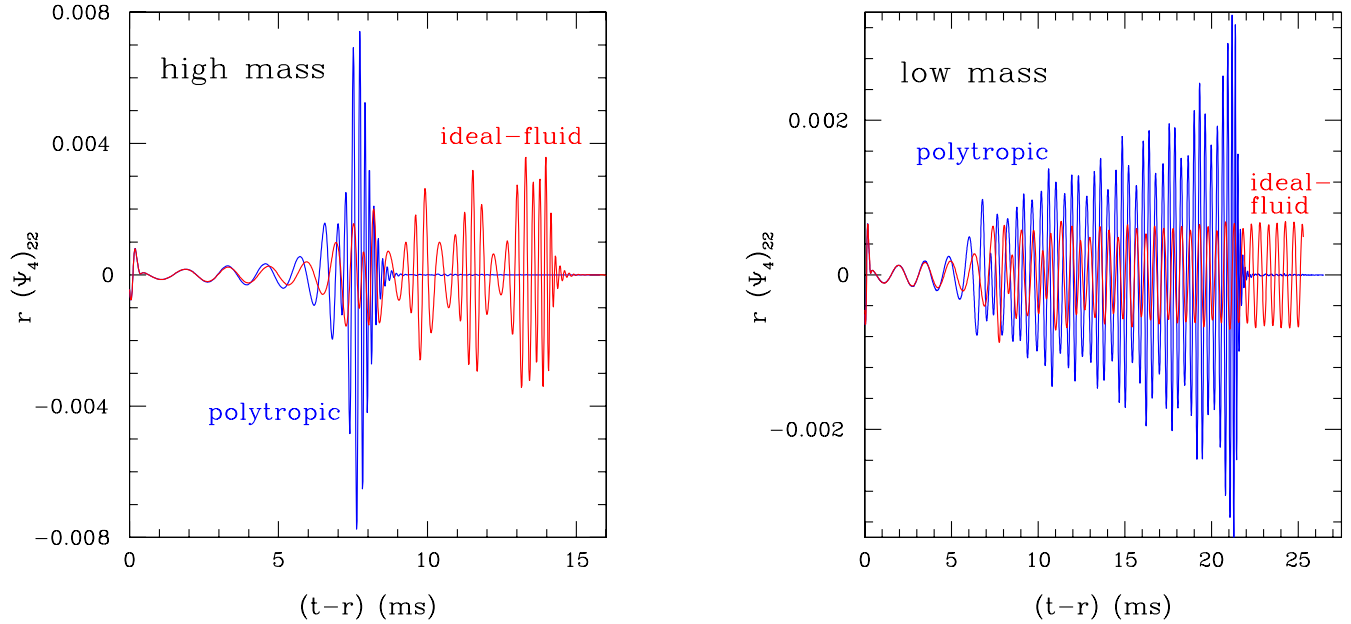 0.008
high mass
ideal−fluid
0.004
r (Ψ4)22
0
polytropic
−0.004
−0.008
0
5
10
15
(t−r) (ms)
low mass
0.002
polytropic
ideal−
fluid
r (Ψ4)22
0
−0.002
0
5
10
15
20
25
(t−r) (ms)